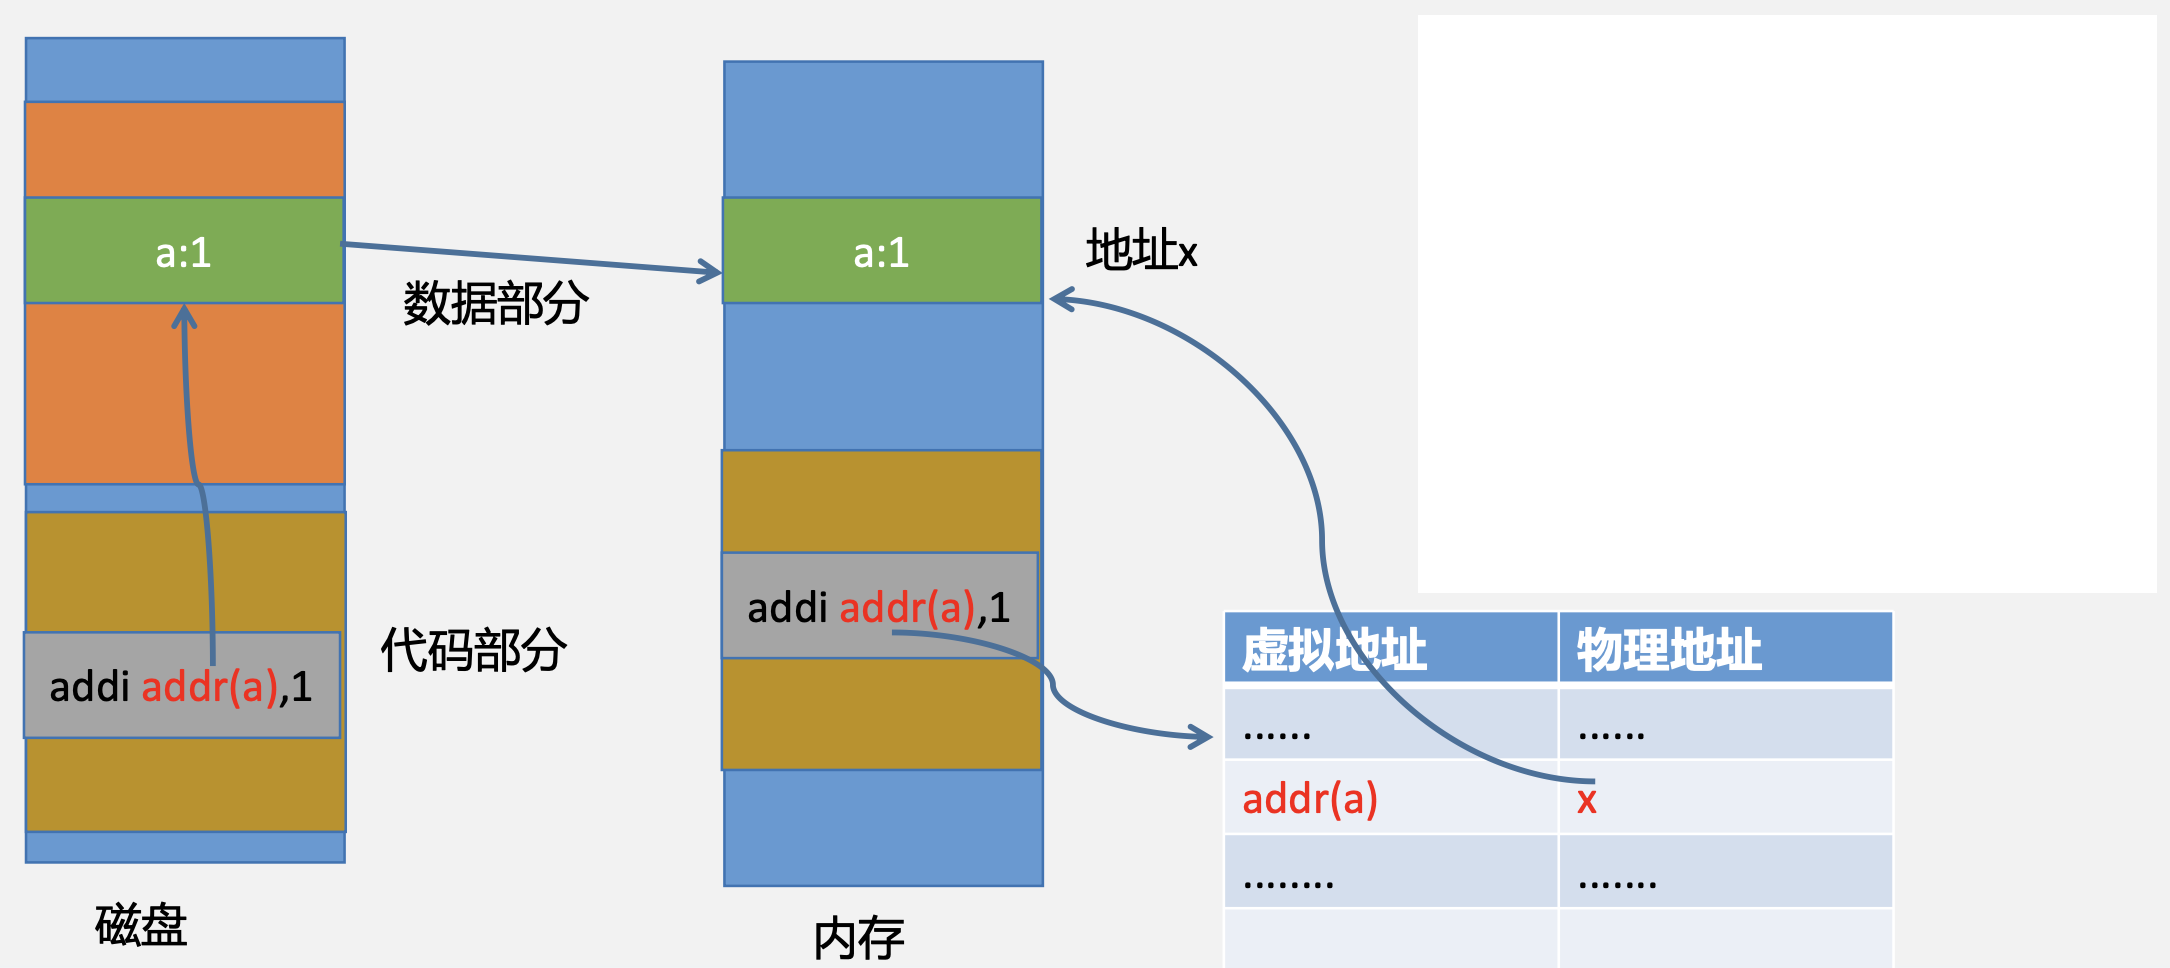 a:1
addi addr(a),1
磁盘
数据部分
代码部分
a:1
addi addr(a),1
内存
地址x
虚拟地址 物理地址
...... ......
addr(a) x
........ .......